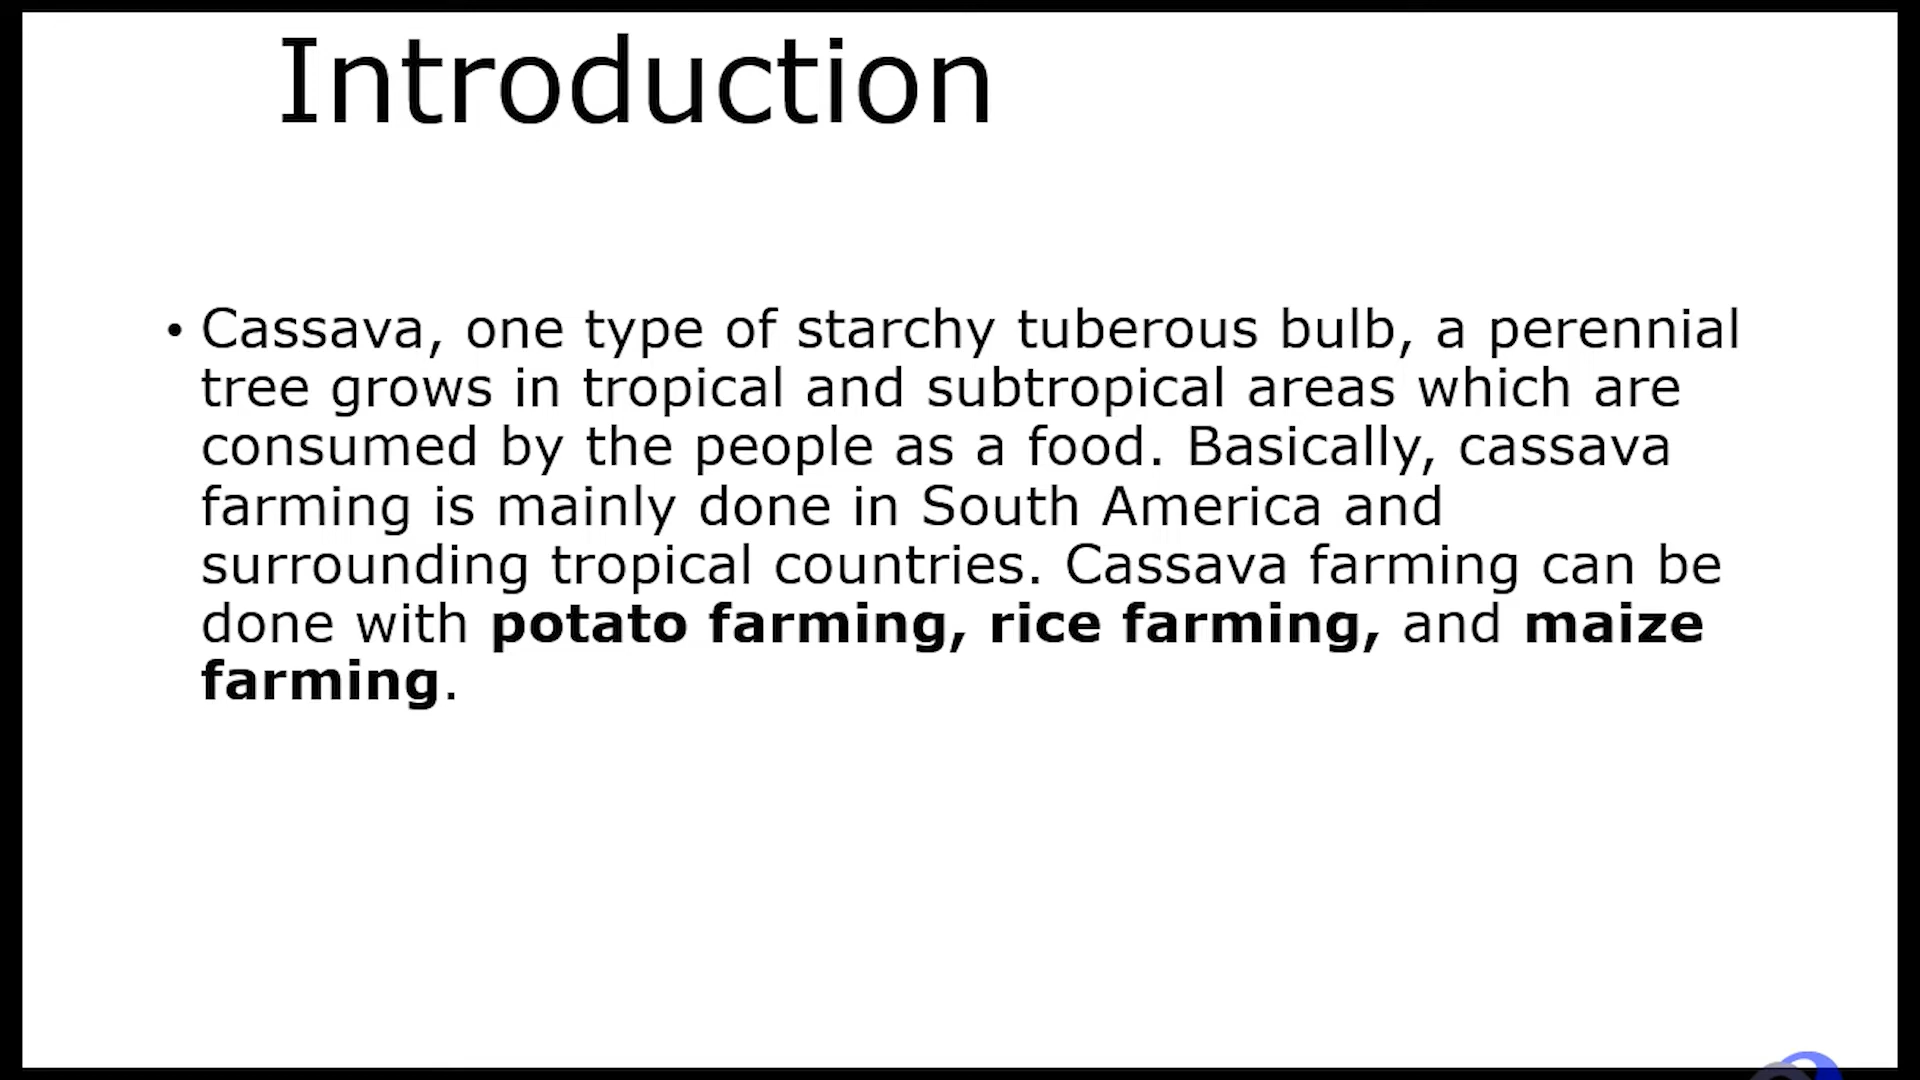 Introduction
• Cassava, one type of starchy tuberous bulb, a perennial
tree grows in tropical and subtropical areas which are
consumed by the people as a food. Basically, cassava
farming is mainly done in South America and
surrounding tropical countries. Cassava farming can be
done with potato farming, rice farming, and maize
farming.